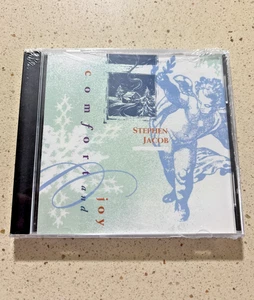 comfort and
joy
STEPHEN
JACOB